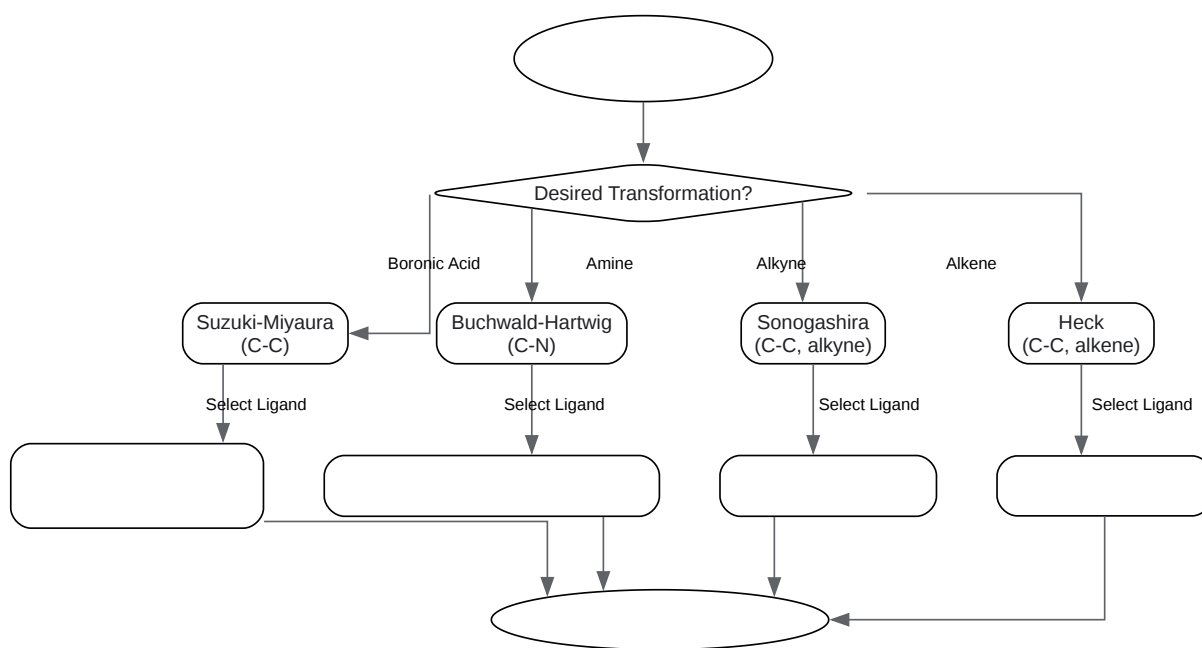 Desired Transformation?
Boronic Acid
Amine
Alkyne
Alkene
Suzuki-Miyaura
(C-C)
Buchwald-Hartwig
(C-N)
Sonogashira
(C-C, alkyne)
Heck
(C-C, alkene)
Select Ligand
Select Ligand
Select Ligand
Select Ligand